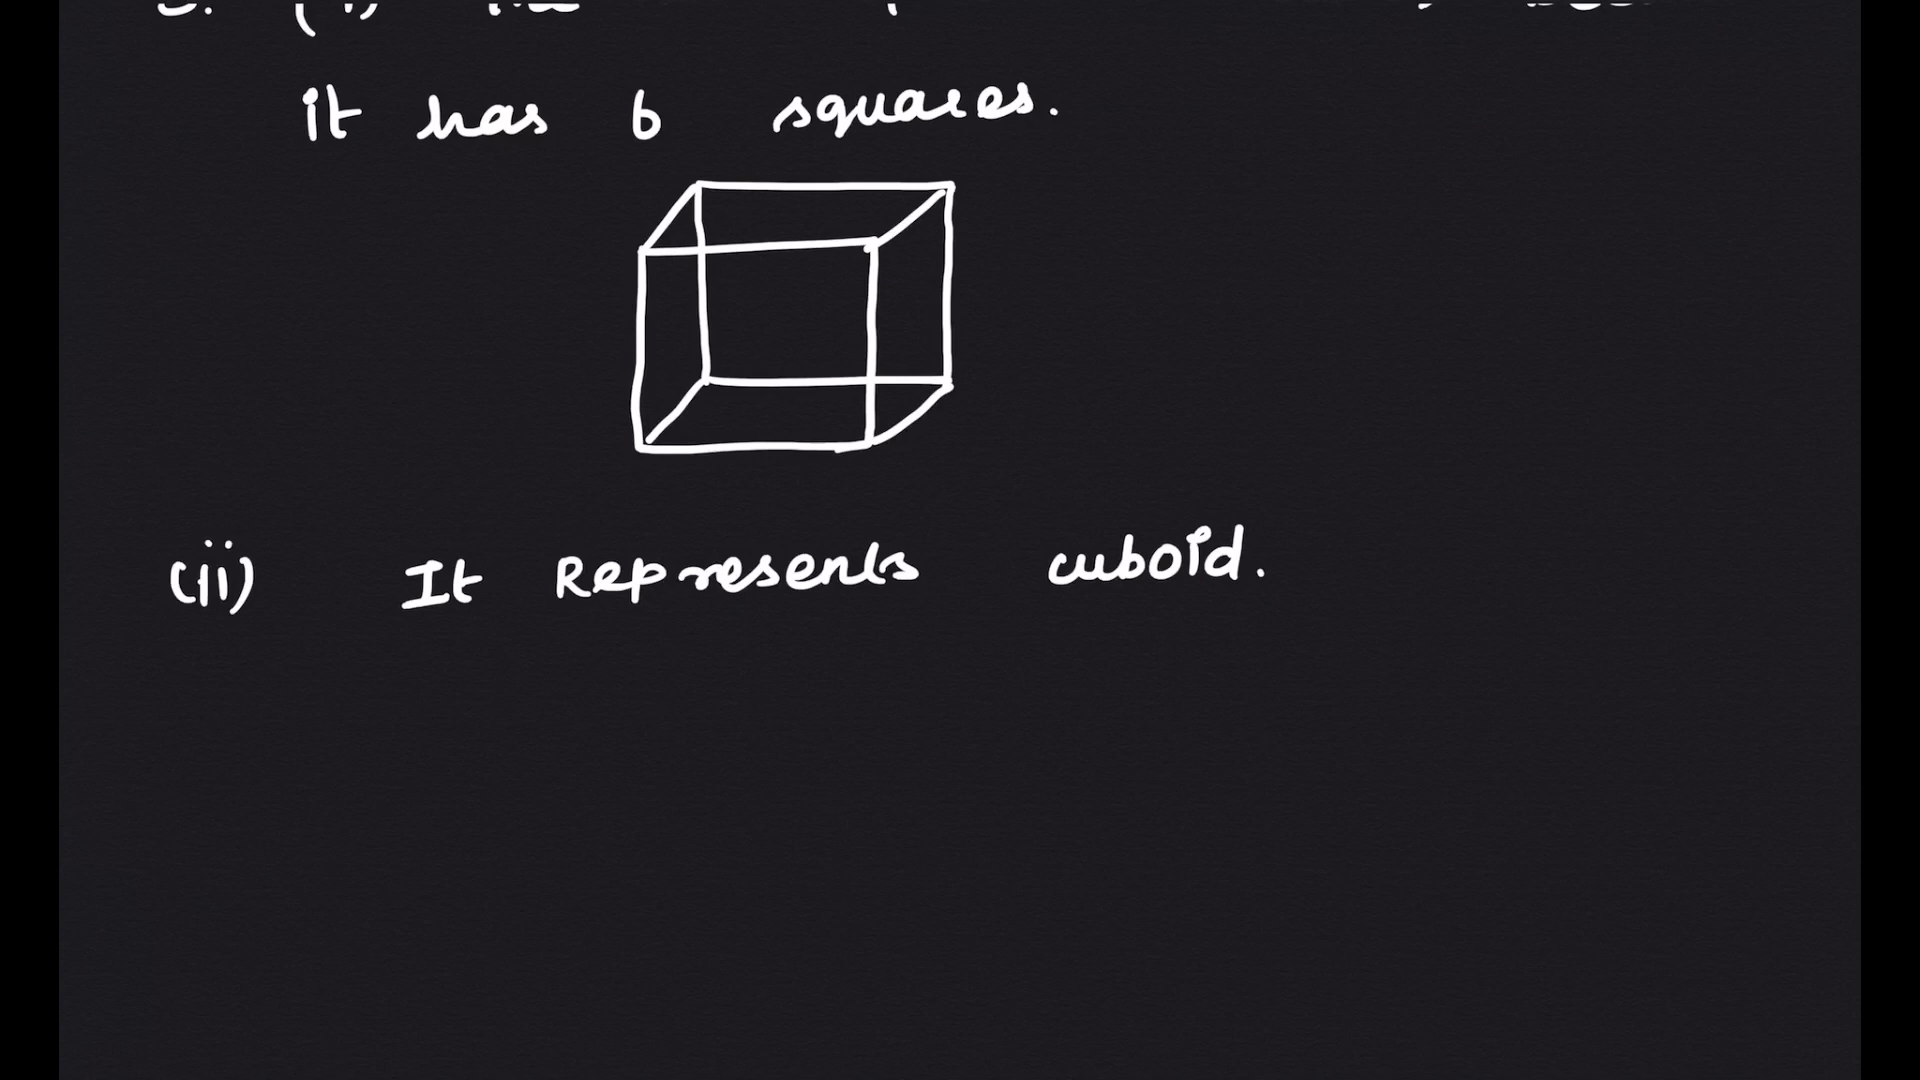 it has 6 squares.
(ii) It Represents cuboid.